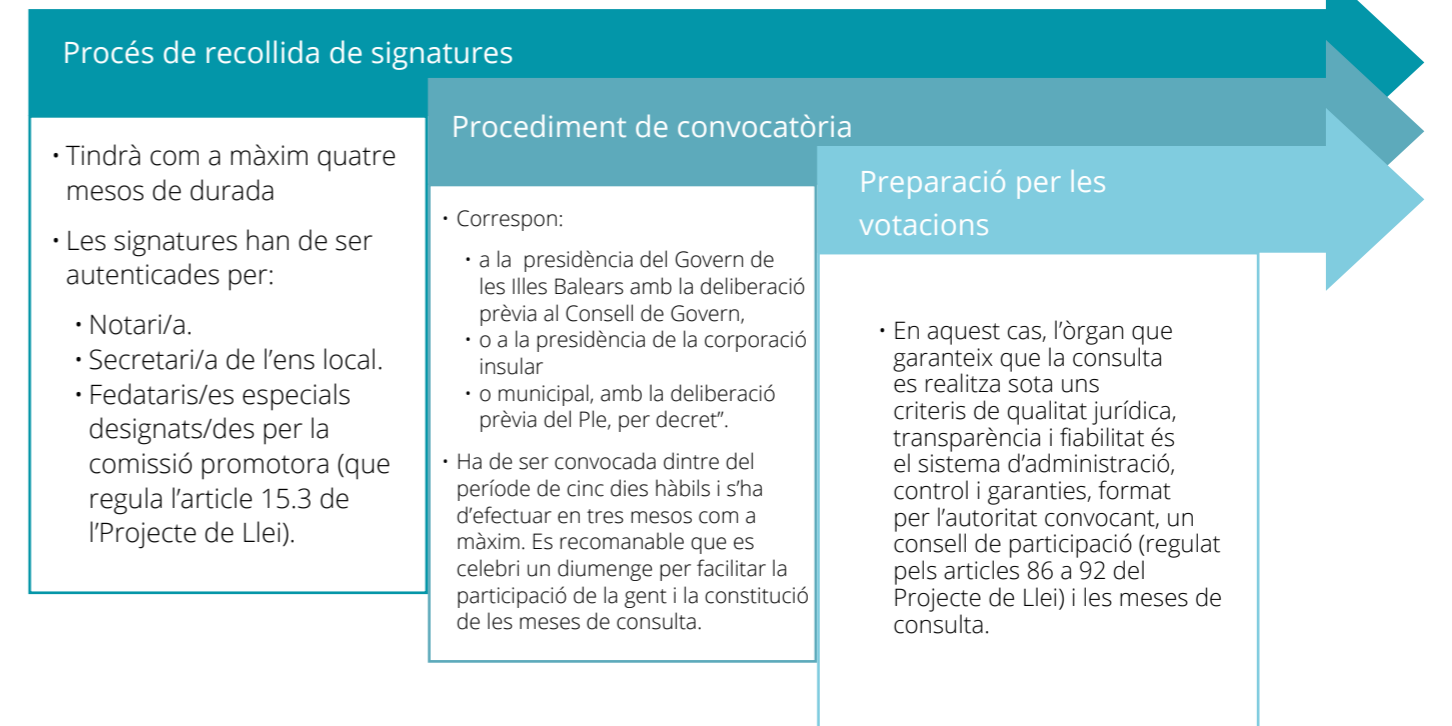 Procés de recollida de signatures
• Tindrà com a màxim quatre
mesos de durada
• Les signatures han de ser
autenticades per:
• Notari/a.
• Secretari/a de l’ens local.
• Fedataris/es especials
designats/des per la
comissió promotora (que
regula l’article 15.3 de
l’Projecte de Llei).
Procediment de convocatòria
• Correspon:
• a la presidència del Govern de
les Illes Balears amb la deliberació
prèvia al Consell de Govern,
• o a la presidència de la corporació
insular
• o municipal, amb la deliberació
prèvia del Ple, per decret”.
• Ha de ser convocada dintre del
període de cinc dies hàbils i s’ha
d’efectuar en tres mesos com a
màxim. Es recomanable que es
celebri un diumenge per facilitar la
participació de la gent i la constitució
de les meses de consulta.
Preparació per les
votacions
• En aquest cas, l’òrgan que
garanteix que la consulta
es realitza sota uns
criteris de qualitat jurídica,
transparència i fiabilitat és
el sistema d’administració,
control i garanties, format
per l’autoritat convocant, un
consell de participació (regulat
pels articles 86 a 92 del
Projecte de Llei) i les meses de
consulta.